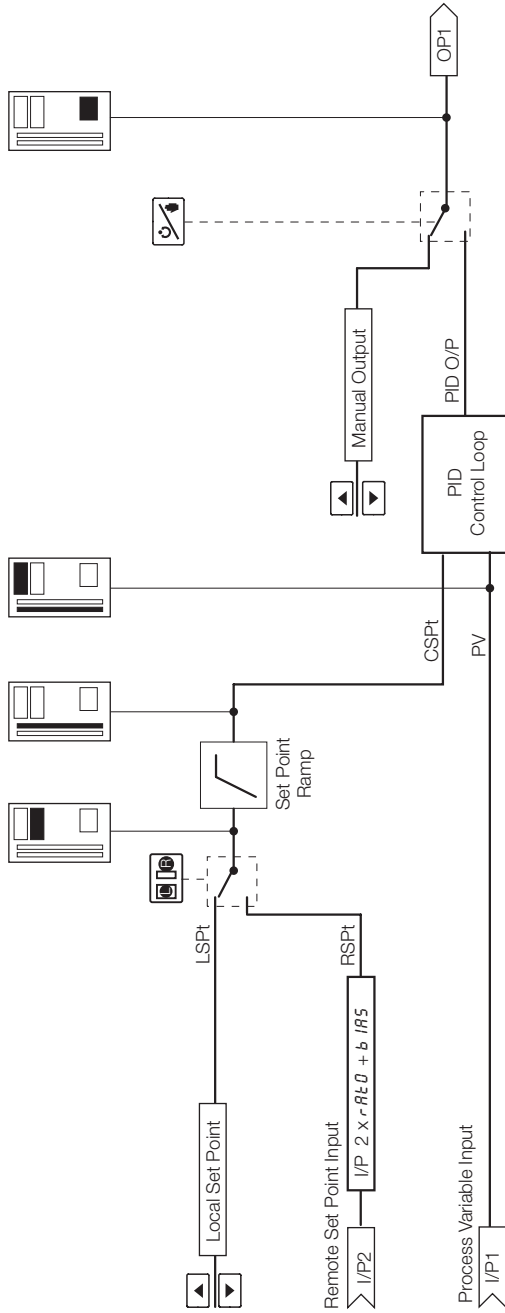 Local Set Point
LSPt
L R
Remote Set Point Input
I/P2
I/P 2 x rAtO + bIAS
RSPt
Set Point
Ramp
CSPt
Process Variable Input
I/P1
PV
PID
Control Loop
PID O/P
Manual Output
OP1